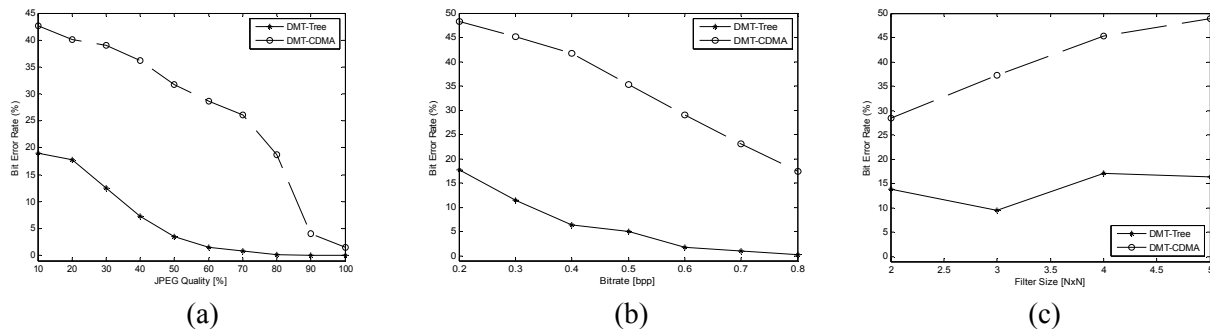 45
40
35
30
25
20
15
10
5
0
Bit Error Rate (%)
DMT-Tree
DMT-CDMA
10 20 30 40 50 60 70 80 90 100
JPEG Quality [%]
(a)
50
45
40
35
30
25
20
15
10
5
0
Bit Error Rate (%)
DMT-Tree
DMT-CDMA
0.2 0.3 0.4 0.5 0.6 0.7 0.8
Bitrate [bpp]
(b)
50
45
40
35
30
25
20
15
10
5
0
Bit Error Rate (%)
DMT-Tree
DMT-CDMA
2 2.5 3 3.5 4 4.5 5
Filter Size [NxN]
(c)